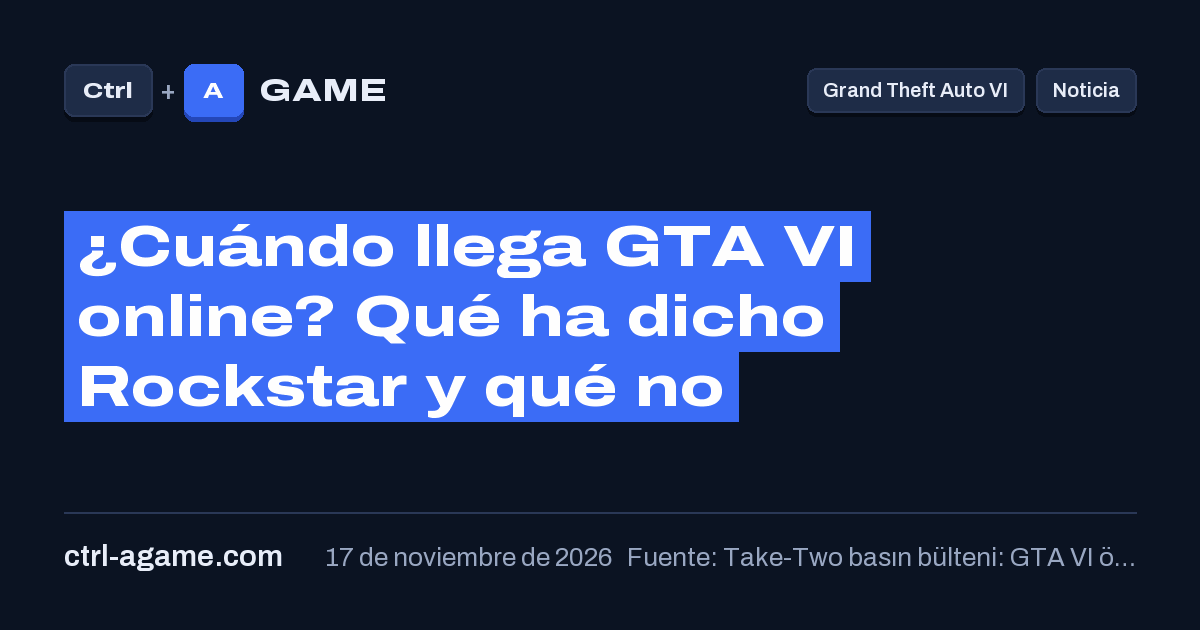 Ctrl + A GAME
Grand Theft Auto VI
Noticia
¿Cuándo llega GTA VI
online? Qué ha dicho
Rockstar y qué no
ctrl-agame.com
17 de noviembre de 2026
Fuente: Take-Two basın bülteni: GTA VI ö...